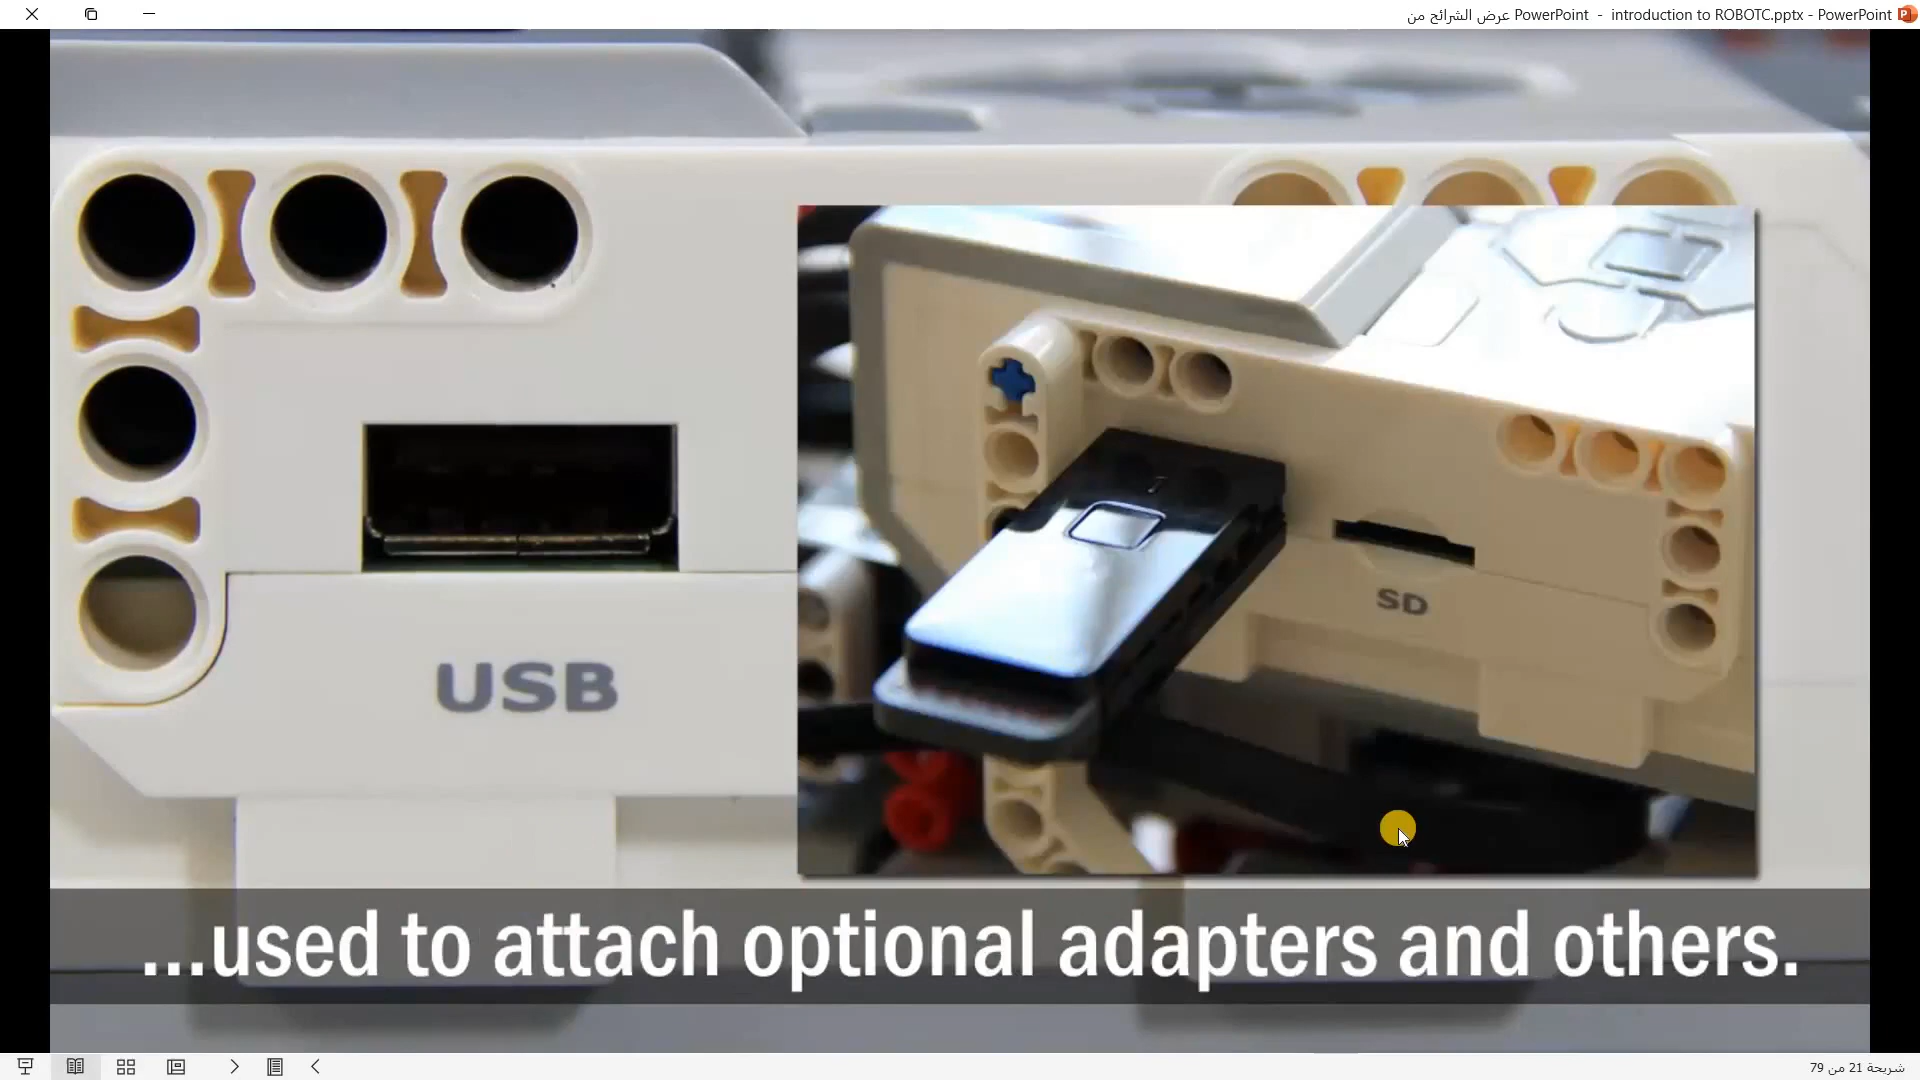 عرض الشرائح من PowerPoint - introduction to ROBOTC.pptx - PowerPoint
USB
SD
...used to attach optional adapters and others.
شريحة 21 من 79